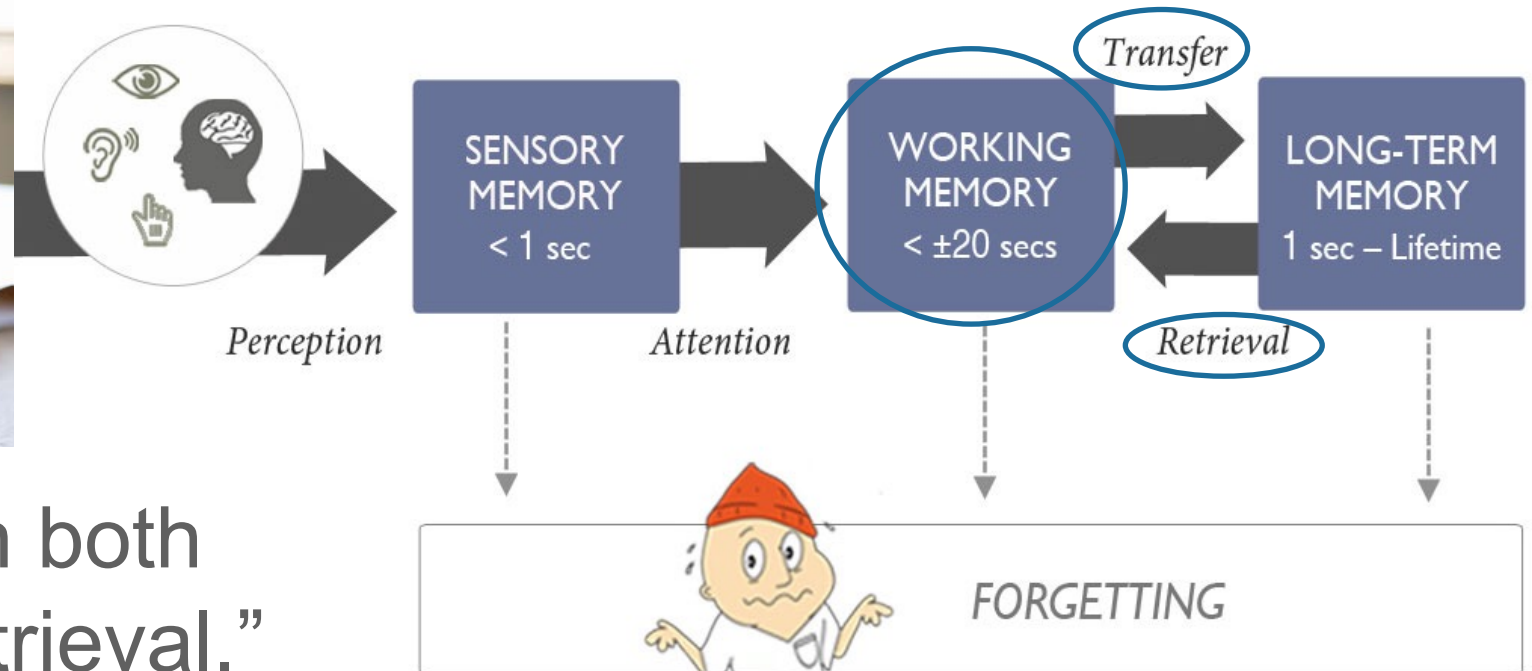 Transfer
SENSORY
MEMORY
< 1 sec
WORKING
MEMORY
< ±20 secs
LONG-TERM
MEMORY
1 sec – Lifetime
Perception
Attention
Retrieval
both
trieval.”
FORGETTING